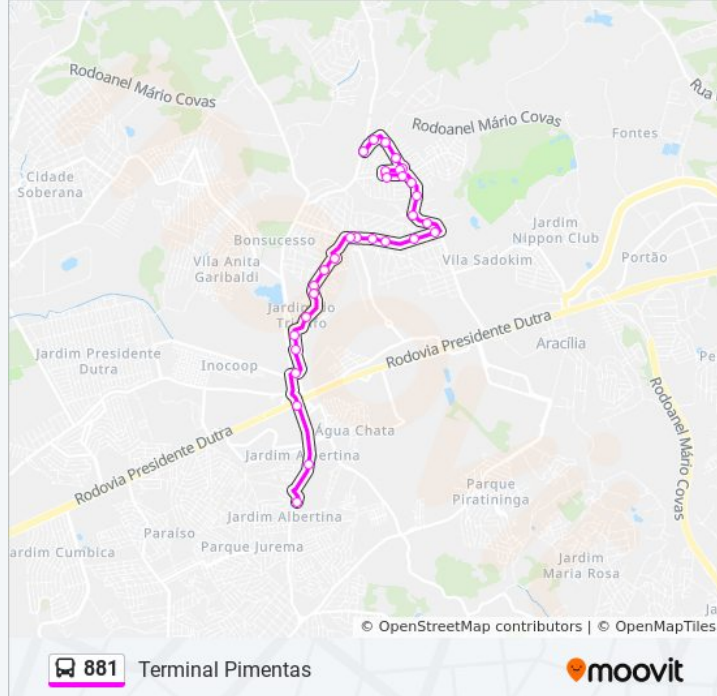 Rodoanel Mário Covas
Rodoanel Mário Covas
Rua
Fontes
Cidade
Soberana
Jardim
Nippon Club
Bonsucesso
Vila Anita
Garibaldi
Vila Sadokim
Portão
Jardim do
Triunfo
Rodovia Presidente Dutra
Jardim Presidente
Dutra
Inocoop
Aracília
Pe
Rodoanel Mário Covas
Água Chata
Rodovia Presidente Dutra
Jardim Albertina
Parque
Piratininga
Jardim Albertina
Paraíso
Parque Jurema
ardim Cumbica
Jardim
Maria Rosa
Ja
© OpenStreetMap contributors | © OpenMapTiles
881 Terminal Pimentas
moovit